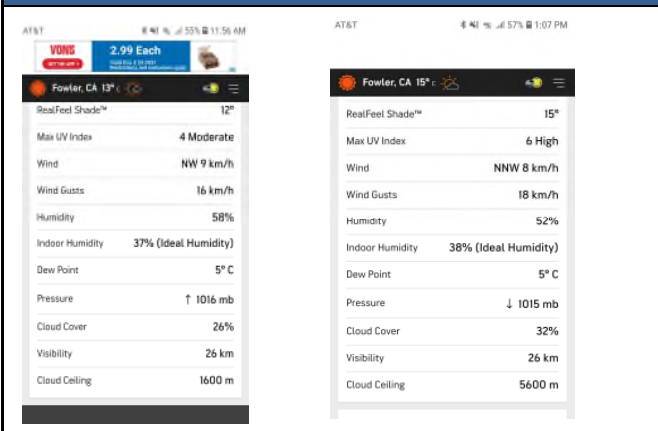 AT&T 55% 11:56 AM
VONS 2.99 Each
Fowler, CA 13° c
RealFeel Shade™ 12°
Max UV Index 4 Moderate
Wind NW 9 km/h
Wind Gusts 16 km/h
Humidity 58%
Indoor Humidity 37% (Ideal Humidity)
Dew Point 5° C
Pressure ↑ 1016 mb
Cloud Cover 26%
Visibility 26 km
Cloud Ceiling 1600 m
AT&T 57% 1:07 PM
Fowler, CA 15° c
RealFeel Shade™ 15°
Max UV Index 6 High
Wind NNW 8 km/h
Wind Gusts 18 km/h
Humidity 52%
Indoor Humidity 38% (Ideal Humidity)
Dew Point 5° C
Pressure ↓ 1015 mb
Cloud Cover 32%
Visibility 26 km
Cloud Ceiling 5600 m